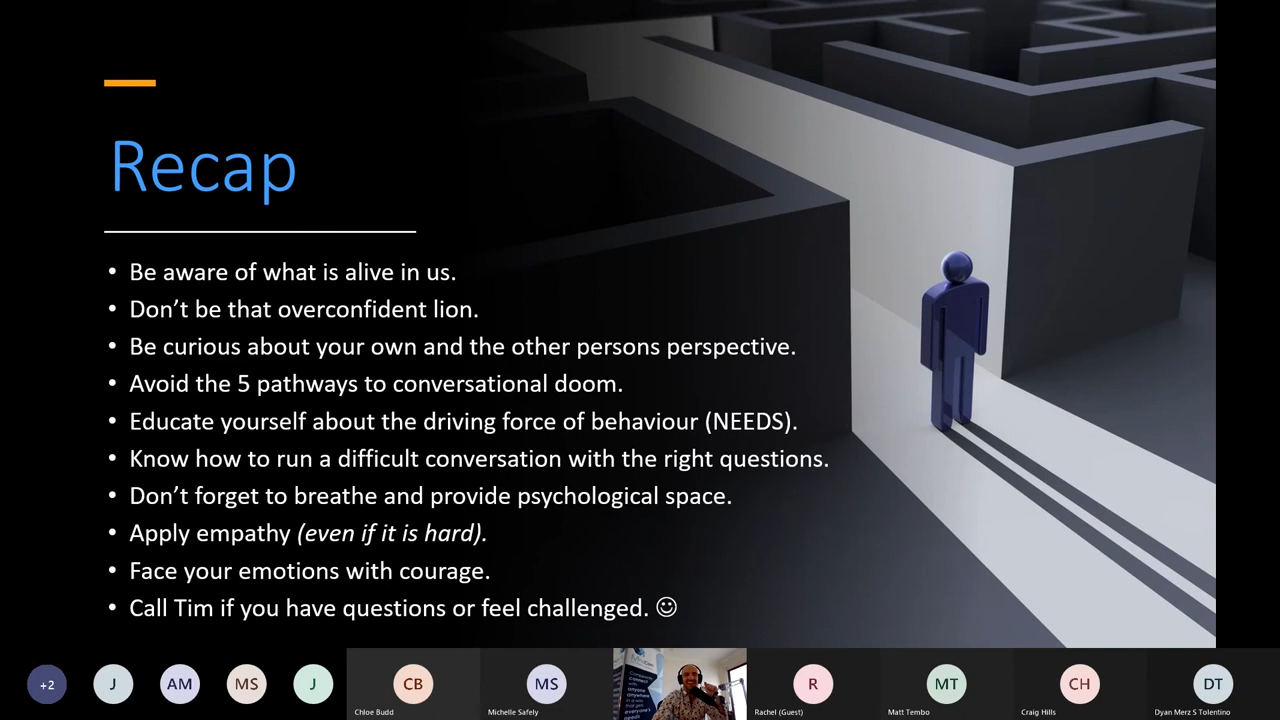 Recap
• Be aware of what is alive in us.
• Don’t be that overconfident lion.
• Be curious about your own and the other persons perspective.
• Avoid the 5 pathways to conversational doom.
• Educate yourself about the driving force of behaviour (NEEDS).
• Know how to run a difficult conversation with the right questions.
• Don’t forget to breathe and provide psychological space.
• Apply empathy (even if it is hard).
• Face your emotions with courage.
• Call Tim if you have questions or feel challenged. ☺
+2
J
AM
MS
J
CB
Chloe Budd
MS
Michelle Safely
R
Rachel (Guest)
MT
Matt Tembo
CH
Craig Hills
DT
Dyan Merz S Tolentino